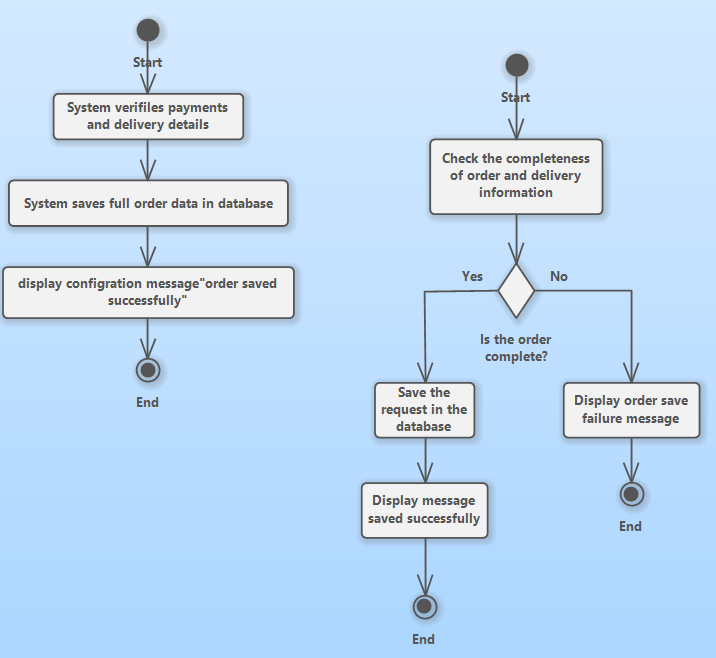 Start
System verifiles payments
and delivery details
System saves full order data in database
display configration message"order saved
successfully"
End
Start
Check the completeness
of order and delivery
information
Yes
No
Is the order
complete?
Save the
request in the
database
Display order save
failure message
Display message
saved successfully
End
End